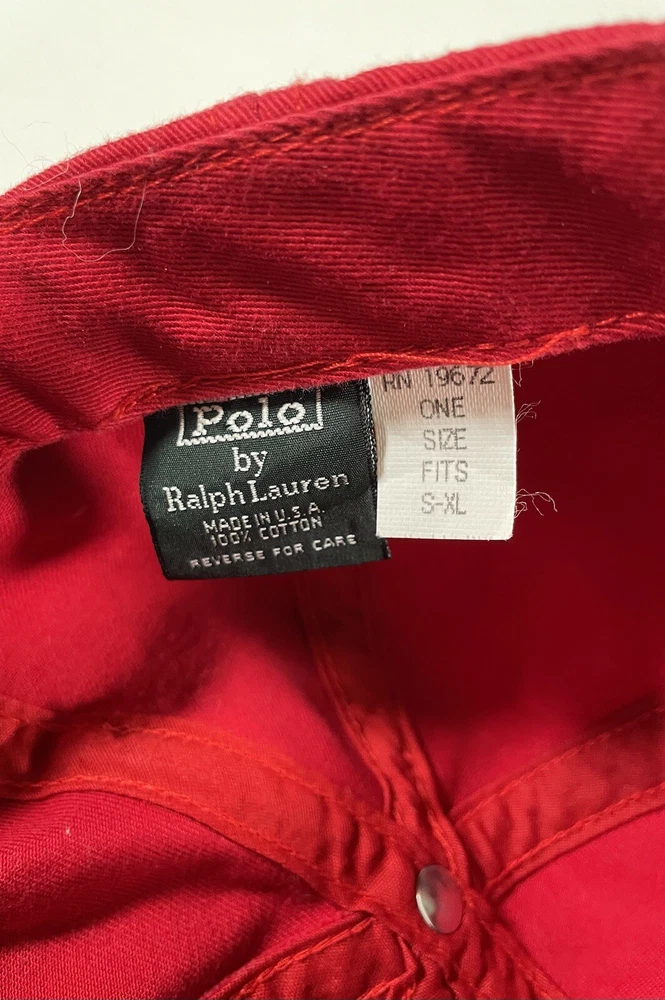 Polo
by
Ralph Lauren
MADE IN U.S.A.
100% COTTON
REVERSE FOR CARE
RN 19672
ONE
SIZE
FITS
S-XL